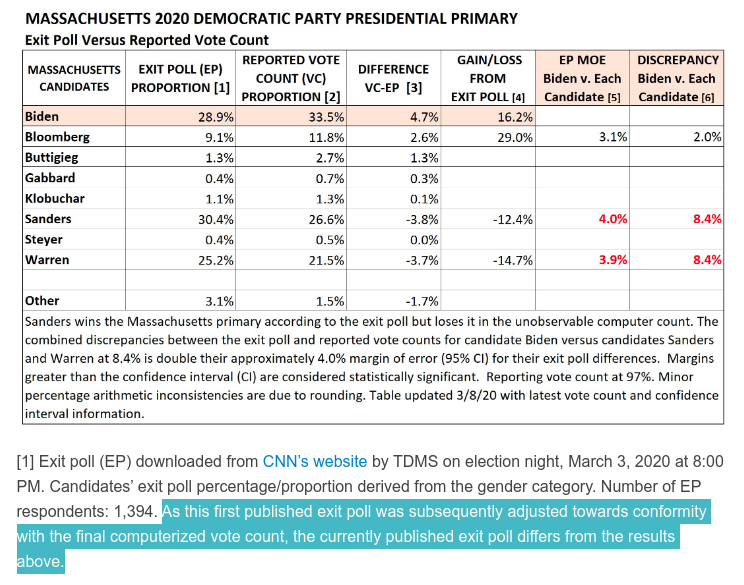 MASSACHUSETTS 2020 DEMOCRATIC PARTY PRESIDENTIAL PRIMARY
Exit Poll Versus Reported Vote Count
MASSACHUSETTS CANDIDATES EXIT POLL (EP) PROPORTION [1] REPORTED VOTE COUNT (VC) PROPORTION [2] DIFFERENCE VC-EP [3] GAIN/LOSS FROM EXIT POLL [4] EP MOE Biden v. Each Candidate [5] DISCREPANCY Biden v. Each Candidate [6]
Biden 28.9% 33.5% 4.7% 16.2%
Bloomberg 9.1% 11.8% 2.6% 29.0% 3.1% 2.0%
Buttigieg 1.3% 2.7% 1.3%
Gabbard 0.4% 0.7% 0.3%
Klobuchar 1.1% 1.3% 0.1%
Sanders 30.4% 26.6% -3.8% -12.4% 4.0% 8.4%
Steyer 0.4% 0.5% 0.0%
Warren 25.2% 21.5% -3.7% -14.7% 3.9% 8.4%
Other 3.1% 1.5% -1.7%
Sanders wins the Massachusetts primary according to the exit poll but loses it in the unobservable computer count. The
combined discrepancies between the exit poll and reported vote counts for candidate Biden versus candidates Sanders
and Warren at 8.4% is double their approximately 4.0% margin of error (95% CI) for their exit poll differences. Margins
greater than the confidence interval (CI) are considered statistically significant. Reporting vote count at 97%. Minor
percentage arithmetic inconsistencies are due to rounding. Table updated 3/8/20 with latest vote count and confidence
interval information.
[1] Exit poll (EP) downloaded from CNN's website by TDMS on election night, March 3, 2020 at 8:00
PM. Candidates' exit poll percentage/proportion derived from the gender category. Number of EP
respondents: 1,394. As this first published exit poll was subsequently adjusted towards conformity
with the final computerized vote count, the currently published exit poll differs from the results
above.